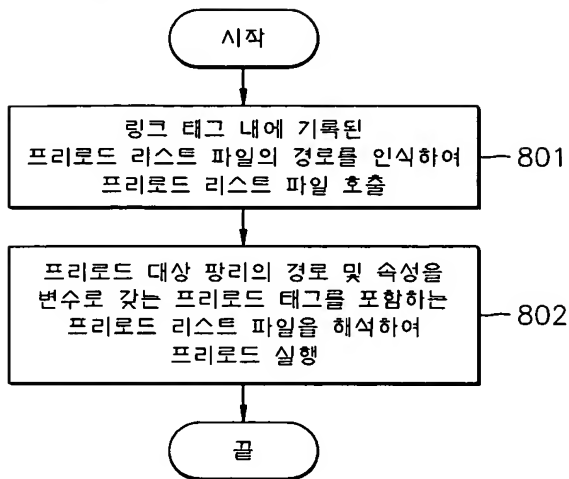 시작
링크 태그 내에 기록된
프리로드 리스트 파일의 경로를 인식하여
프리로드 리스트 파일 호출
801
프리로드 대상 팡리의 경로 및 속성을
변수로 갖는 프리로드 태그를 포함하는
프리로드 리스트 파일을 해석하여
프리로드 실행
802
끝